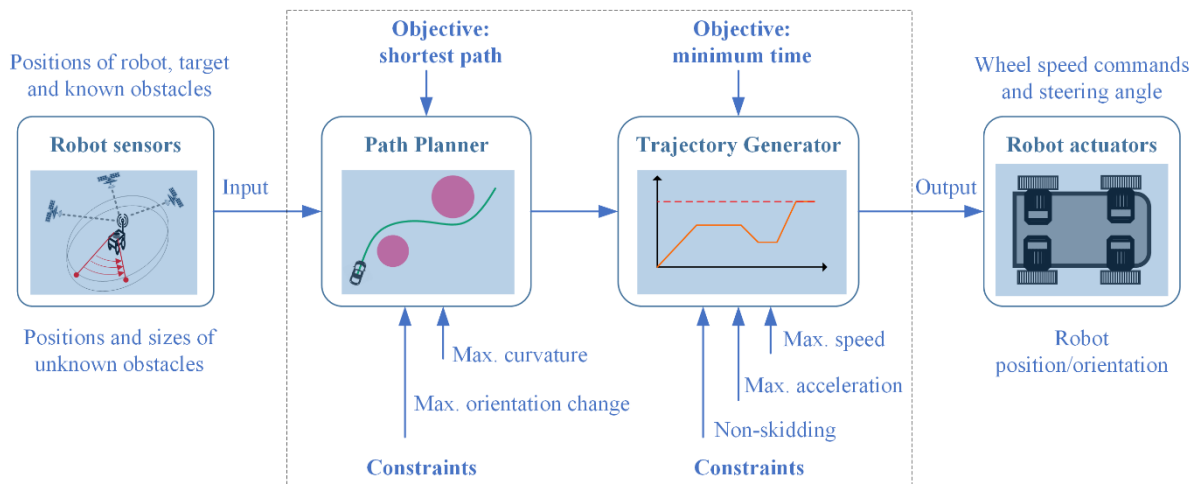 Positions of robot, target
and known obstacles
Robot sensors
Positions and sizes of
unknown obstacles
Input
Objective:
shortest path
Path Planner
Max. curvature
Max. orientation change
Constraints
Objective:
minimum time
Trajectory Generator
Max. speed
Max. acceleration
Non-skidding
Constraints
Output
Wheel speed commands
and steering angle
Robot actuators
Robot
position/orientation